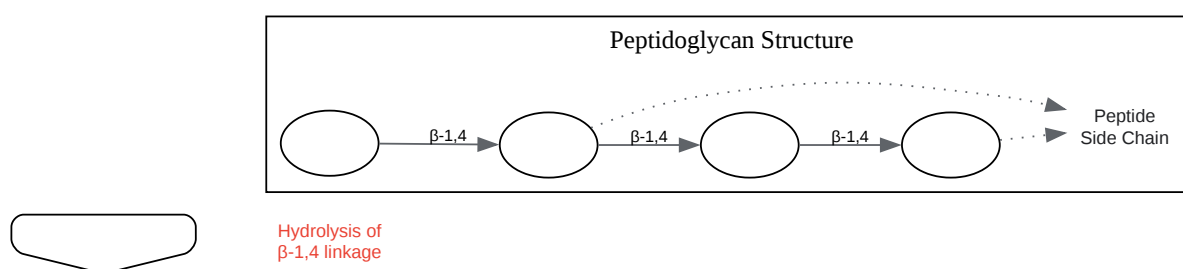 Peptidoglycan Structure
β-1,4
β-1,4
β-1,4
Peptide
Side Chain
Hydrolysis of
β-1,4 linkage